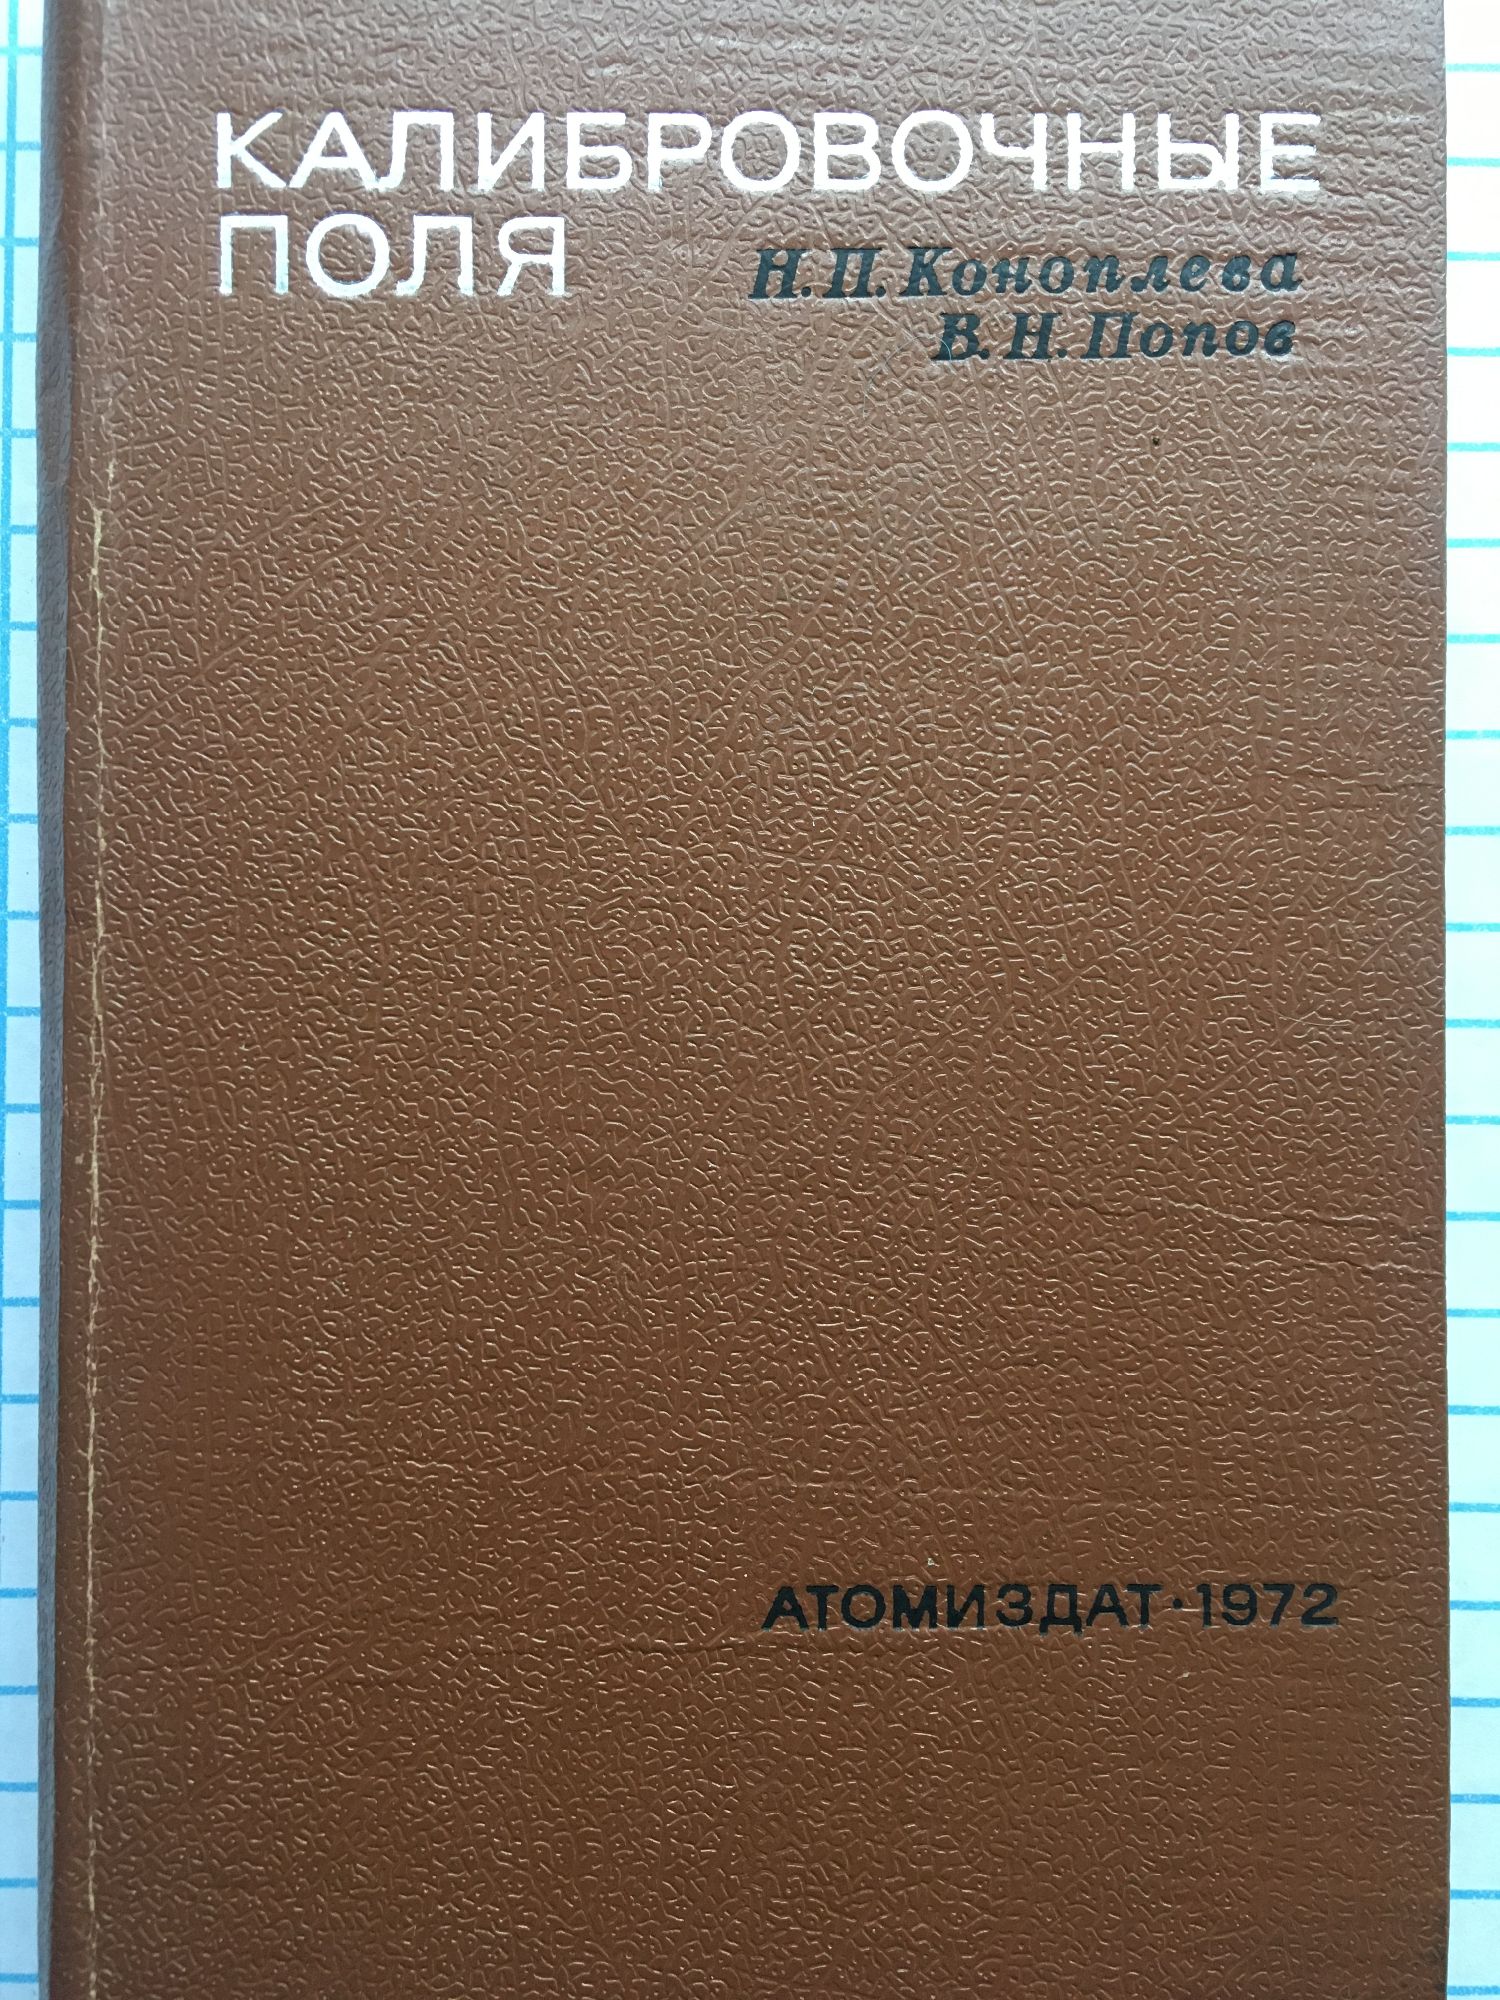 КАЛИБРОВОЧНЫЕ
ПОЛЯ
Н.П.Коноплева
В.Н.Попов
АТОМИЗДАТ·1972